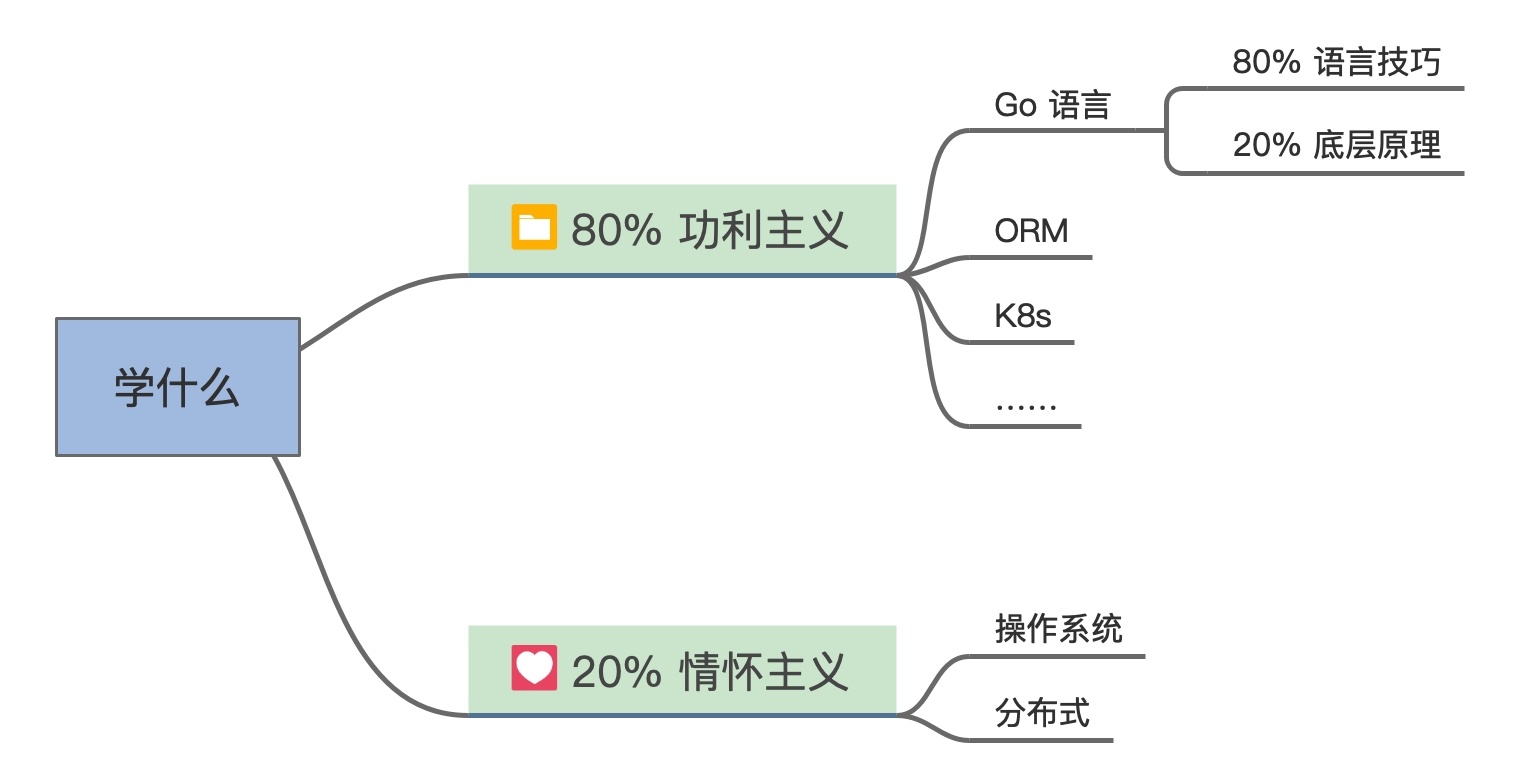 学什么
80% 功利主义
Go 语言
80% 语言技巧
20% 底层原理
ORM
K8s
……
20% 情怀主义
操作系统
分布式